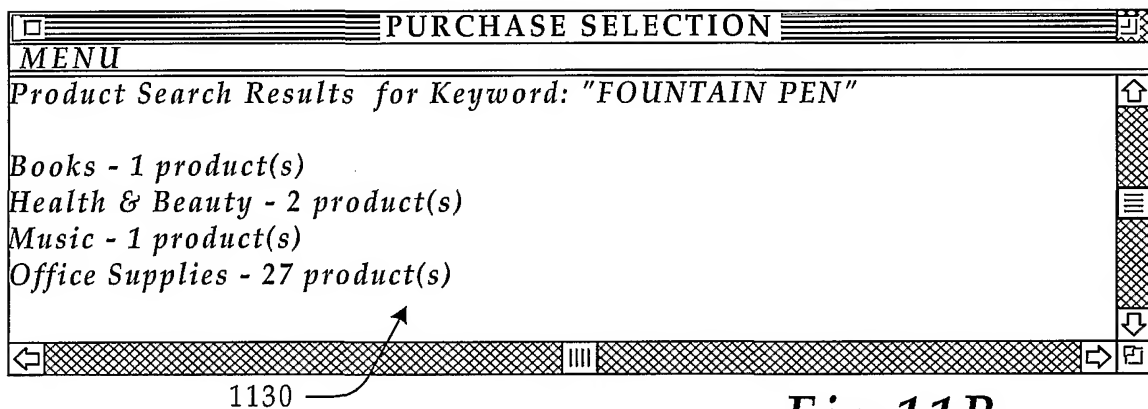 PURCHASE SELECTION
MENU
Product Search Results for Keyword: "FOUNTAIN PEN"
Books - 1 product(s)
Health & Beauty - 2 product(s)
Music - 1 product(s)
Office Supplies - 27 product(s)
1130